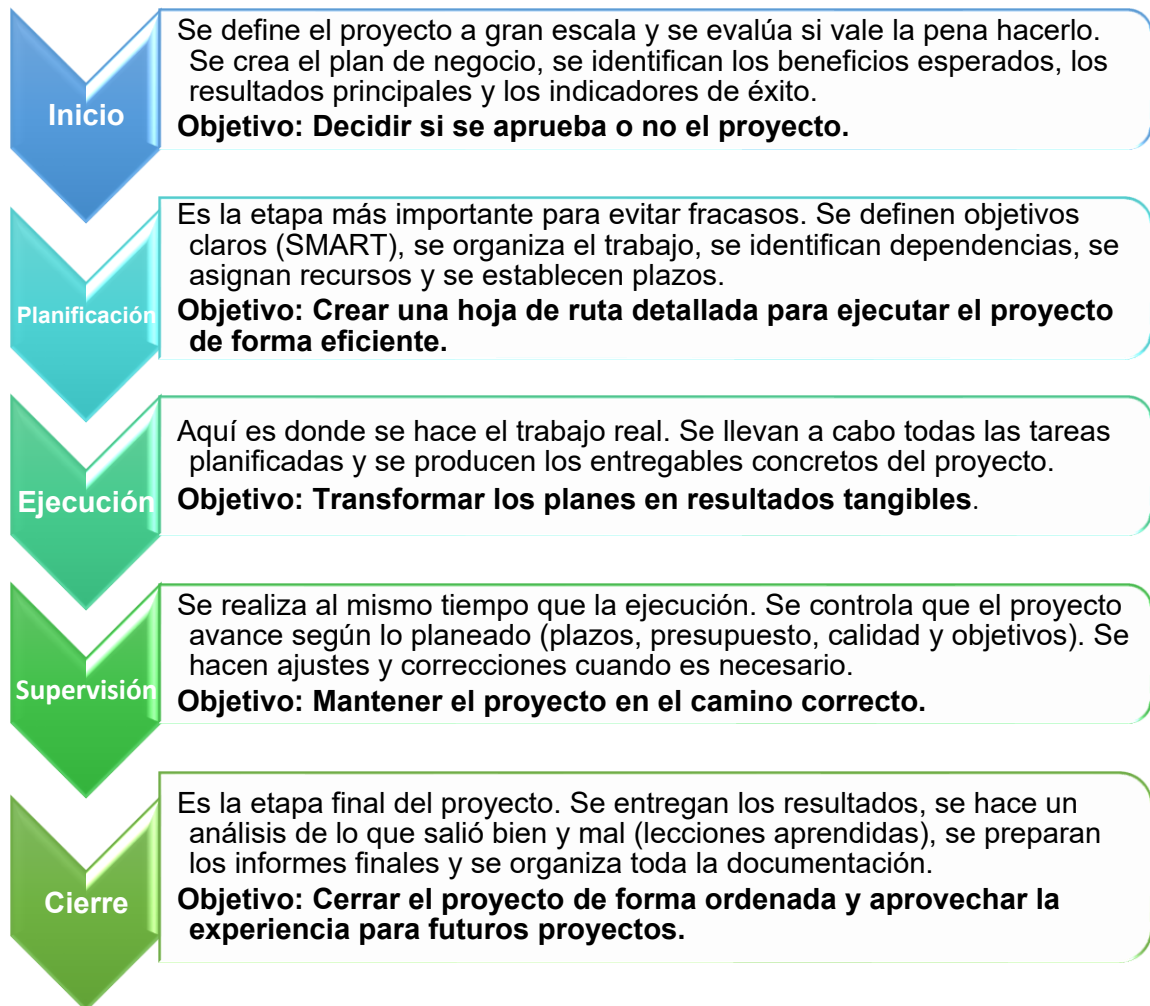 Inicio
Se define el proyecto a gran escala y se evalúa si vale la pena hacerlo.
Se crea el plan de negocio, se identifican los beneficios esperados, los
resultados principales y los indicadores de éxito.
Objetivo: Decidir si se aprueba o no el proyecto.
Planificación
Es la etapa más importante para evitar fracasos. Se definen objetivos
claros (SMART), se organiza el trabajo, se identifican dependencias, se
asignan recursos y se establecen plazos.
Objetivo: Crear una hoja de ruta detallada para ejecutar el proyecto
de forma eficiente.
Ejecución
Aquí es donde se hace el trabajo real. Se llevan a cabo todas las tareas
planificadas y se producen los entregables concretos del proyecto.
Objetivo: Transformar los planes en resultados tangibles.
Supervisión
Se realiza al mismo tiempo que la ejecución. Se controla que el proyecto
avance según lo planeado (plazos, presupuesto, calidad y objetivos). Se
hacen ajustes y correcciones cuando es necesario.
Objetivo: Mantener el proyecto en el camino correcto.
Cierre
Es la etapa final del proyecto. Se entregan los resultados, se hace un
análisis de lo que salió bien y mal (lecciones aprendidas), se preparan
los informes finales y se organiza toda la documentación.
Objetivo: Cerrar el proyecto de forma ordenada y aprovechar la
experiencia para futuros proyectos.